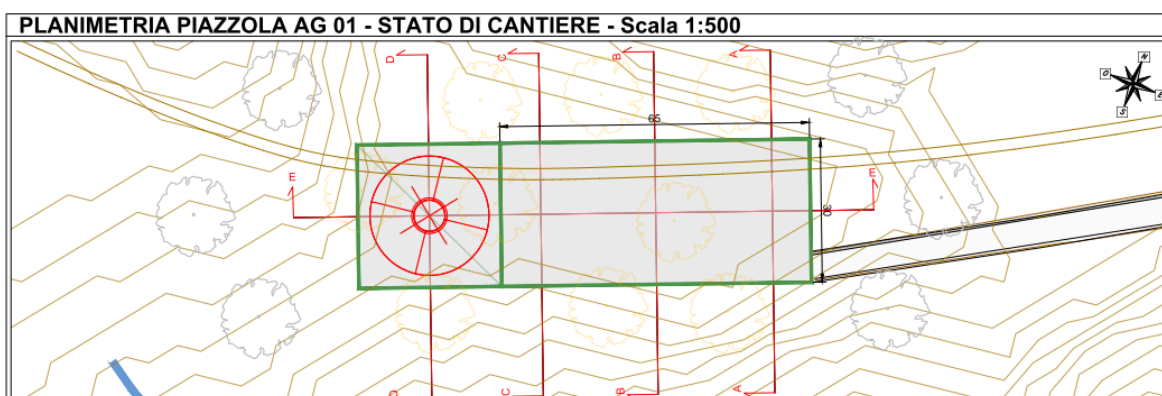 PLANIMETRIA PIAZZOLA AG 01 - STATO DI CANTIERE - Scala 1:500
D
C
B
A
N
O
E
S
65
E
E
30
D
C
B
A